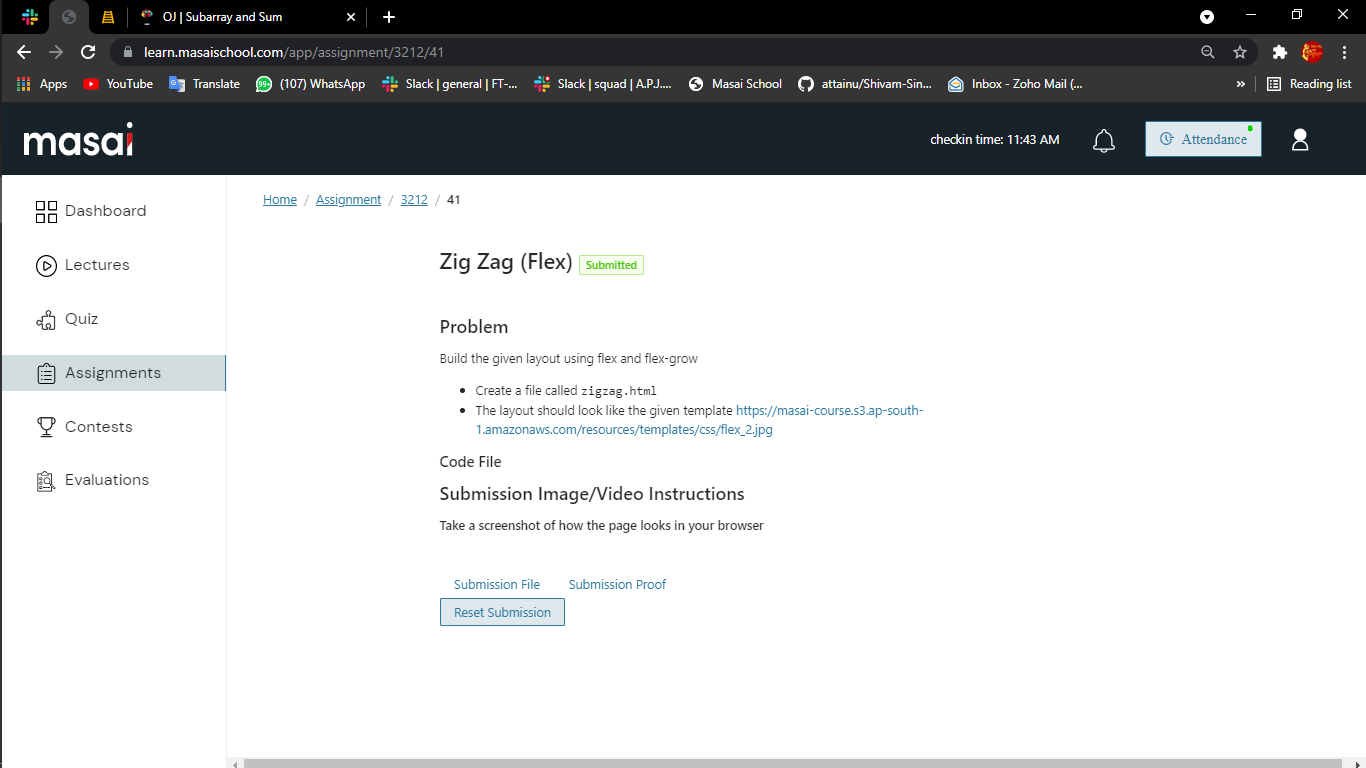 OJ | Subarray and Sum
learn.masaischool.com/app/assignment/3212/41
Apps YouTube Translate 99+ (107) WhatsApp Slack | general | FT-... Slack | squad | A.P.J.... Masai School attainu/Shivam-Sin... Inbox - Zoho Mail (... » Reading list
masai checkin time: 11:43 AM Attendance
Home / Assignment / 3212 / 41
Dashboard
Lectures
Quiz
Assignments
Contests
Evaluations
Zig Zag (Flex) Submitted
Problem
Build the given layout using flex and flex-grow
• Create a file called zigzag.html
• The layout should look like the given template https://masai-course.s3.ap-south-
1.amazonaws.com/resources/templates/css/flex_2.jpg
Code File
Submission Image/Video Instructions
Take a screenshot of how the page looks in your browser
Submission File Submission Proof
Reset Submission